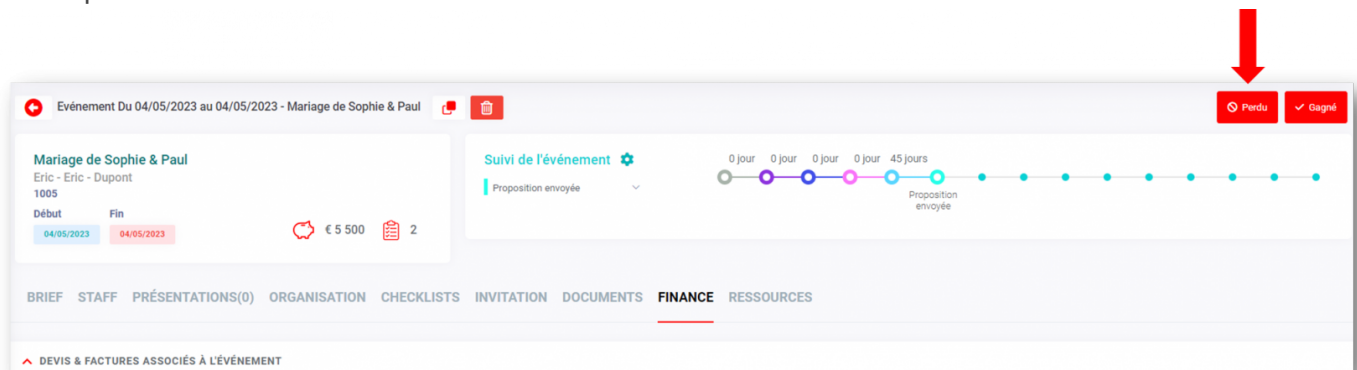 Evénement Du 04/05/2023 au 04/05/2023 - Mariage de Sophie & Paul
Perdu
Gagné
Mariage de Sophie & Paul
Eric - Eric - Dupont
1005
Début Fin
04/05/2023 04/05/2023
€ 5 500 2
Suivi de l'événement
Proposition envoyée
0 jour 0 jour 0 jour 0 jour 45 jours
Proposition
envoyée
BRIEF STAFF PRÉSENTATIONS(0) ORGANISATION CHECKLISTS INVITATION DOCUMENTS FINANCE RESSOURCES
DEVIS & FACTURES ASSOCIÉS À L'ÉVÉNEMENT